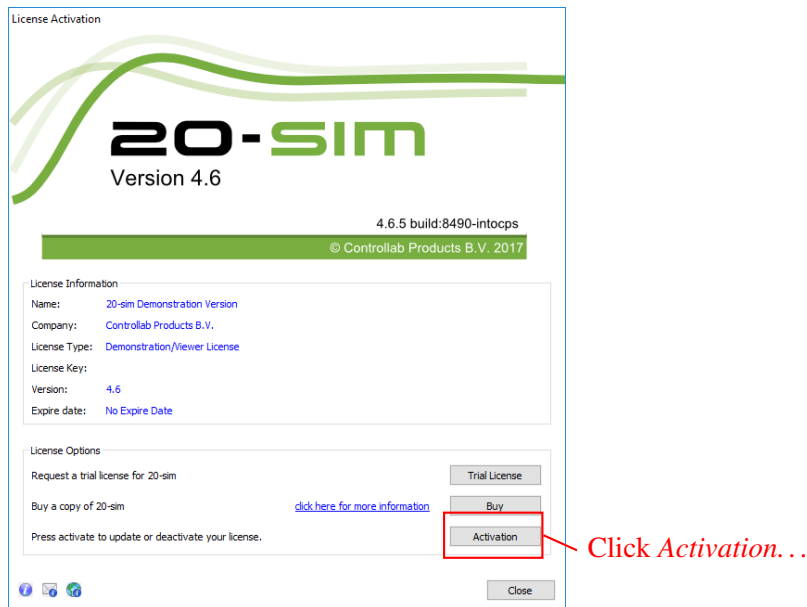 License Activation
20-sim
Version 4.6
4.6.5 build:8490-intocps
© Controllab Products B.V. 2017
License Information
Name: 20-sim Demonstration Version
Company: Controllab Products B.V.
License Type: Demonstration/Viewer License
License Key:
Version: 4.6
Expire date: No Expire Date
License Options
Request a trial license for 20-sim Trial License
Buy a copy of 20-sim click here for more information Buy
Press activate to update or deactivate your license. Activation
Click Activation...
Close